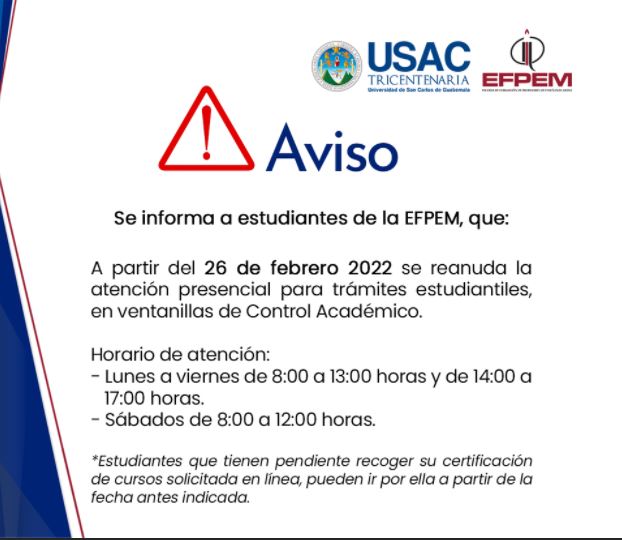 USAC
TRICENTENARIA
Universidad de San Carlos de Guatemala
EFPEM
Aviso
Se informa a estudiantes de la EFPEM, que:
A partir del 26 de febrero 2022 se reanuda la
atención presencial para trámites estudiantiles,
en ventanillas de Control Académico.
Horario de atención:
- Lunes a viernes de 8:00 a 13:00 horas y de 14:00 a
17:00 horas.
- Sábados de 8:00 a 12:00 horas.
*Estudiantes que tienen pendiente recoger su certificación
de cursos solicitada en línea, pueden ir por ella a partir de la
fecha antes indicada.